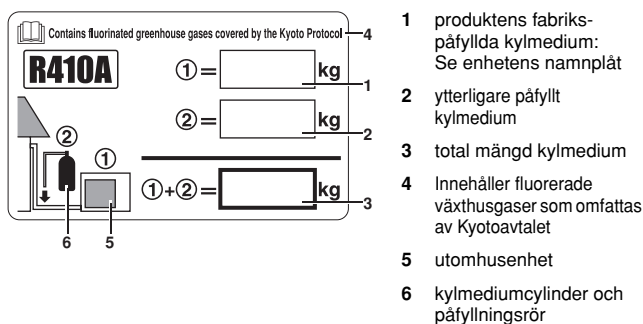 Contains fluorinated greenhouse gases covered by the Kyoto Protocol 4
R410A
①= kg
1
②= kg
2
②
①
①+②= kg
3
6 5
1 produktens fabriks-
påfyllda kylmedium:
Se enhetens namnplåt
2 ytterligare påfyllt
kylmedium
3 total mängd kylmedium
4 Innehåller fluorerade
växthusgaser som omfattas
av Kyotoavtalet
5 utomhusenhet
6 kylmediumcylinder och
påfyllningsrör